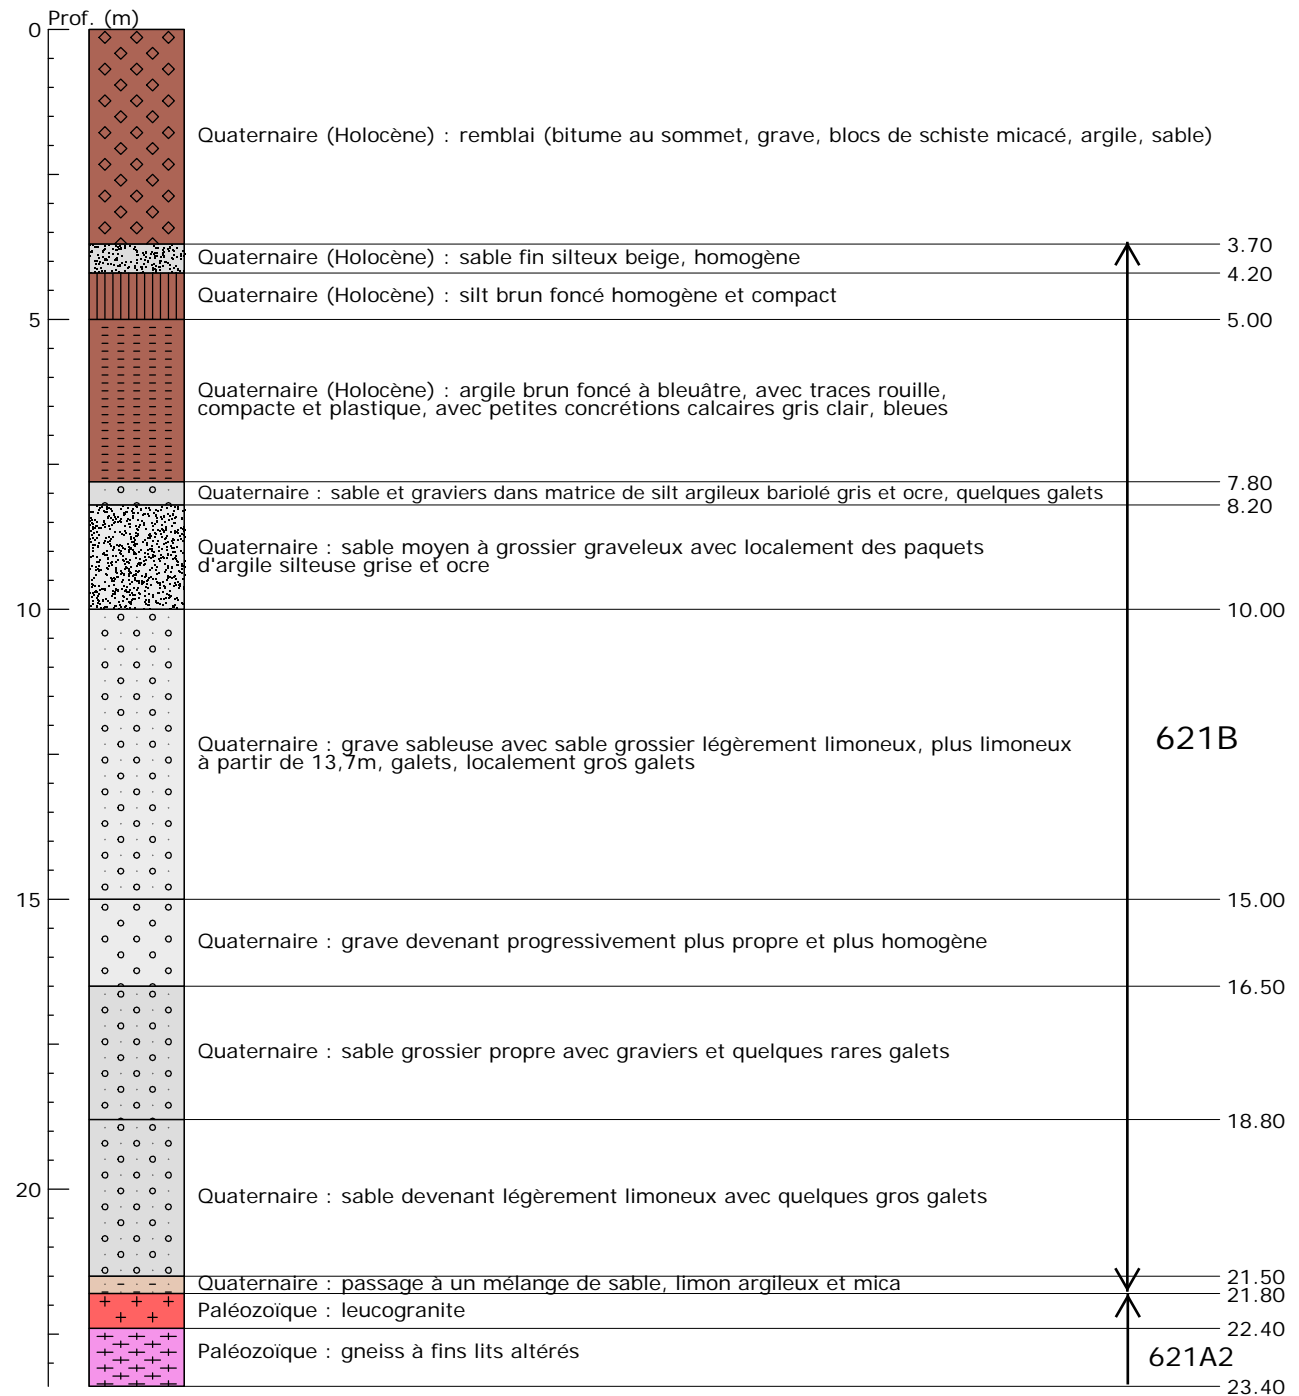 Prof. (m)
0
Quaternaire (Holocène) : remblai (bitume au sommet, grave, blocs de schiste micacé, argile, sable)
3.70
Quaternaire (Holocène) : sable fin silteux beige, homogène
4.20
Quaternaire (Holocène) : silt brun foncé homogène et compact
5
5.00
Quaternaire (Holocène) : argile brun foncé à bleuâtre, avec traces rouille,
compacte et plastique, avec petites concrétions calcaires gris clair, bleues
7.80
Quaternaire : sable et graviers dans matrice de silt argileux bariolé gris et ocre, quelques galets
8.20
Quaternaire : sable moyen à grossier graveleux avec localement des paquets
d'argile silteuse grise et ocre
10
10.00
Quaternaire : grave sableuse avec sable grossier légèrement limoneux, plus limoneux
à partir de 13,7m, galets, localement gros galets
621B
15
15.00
Quaternaire : grave devenant progressivement plus propre et plus homogène
16.50
Quaternaire : sable grossier propre avec graviers et quelques rares galets
18.80
20
Quaternaire : sable devenant légèrement limoneux avec quelques gros galets
21.50
Quaternaire : passage à un mélange de sable, limon argileux et mica
21.80
Paléozoïque : leucogranite
22.40
Paléozoïque : gneiss à fins lits altérés
621A2
23.40